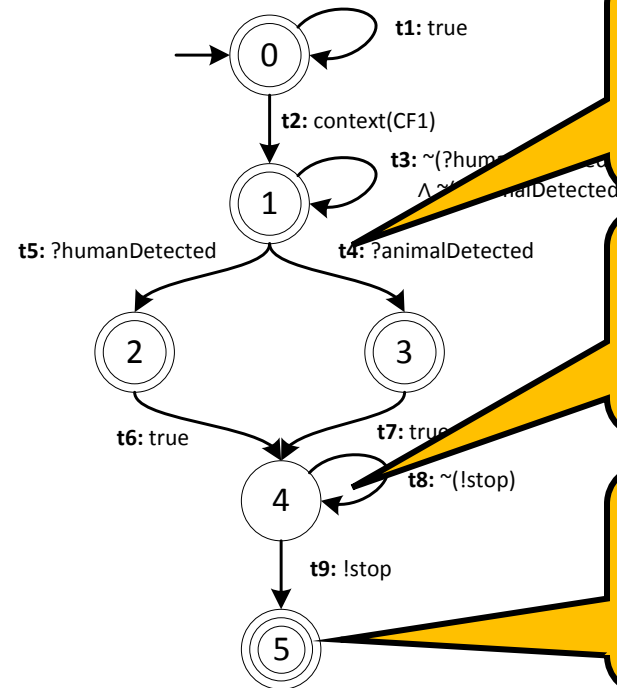 0
t1: true
t2: context(CF1)
t3: ~(?hum
1
∧
alDetected
t5: ?humanDetected
t4: ?animalDetected
2
3
t6: true
t7: true
t8: ~(!stop)
4
t9: !stop
5